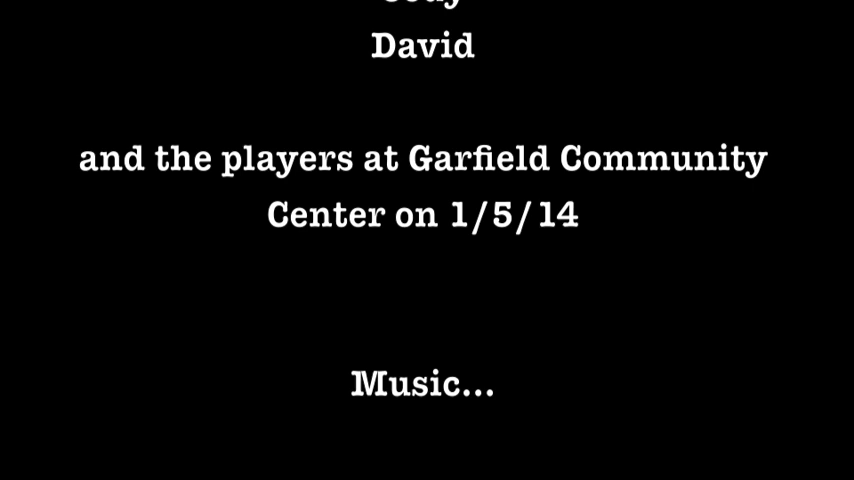 David
and the players at Garfield Community
Center on 1/5/14
Music...